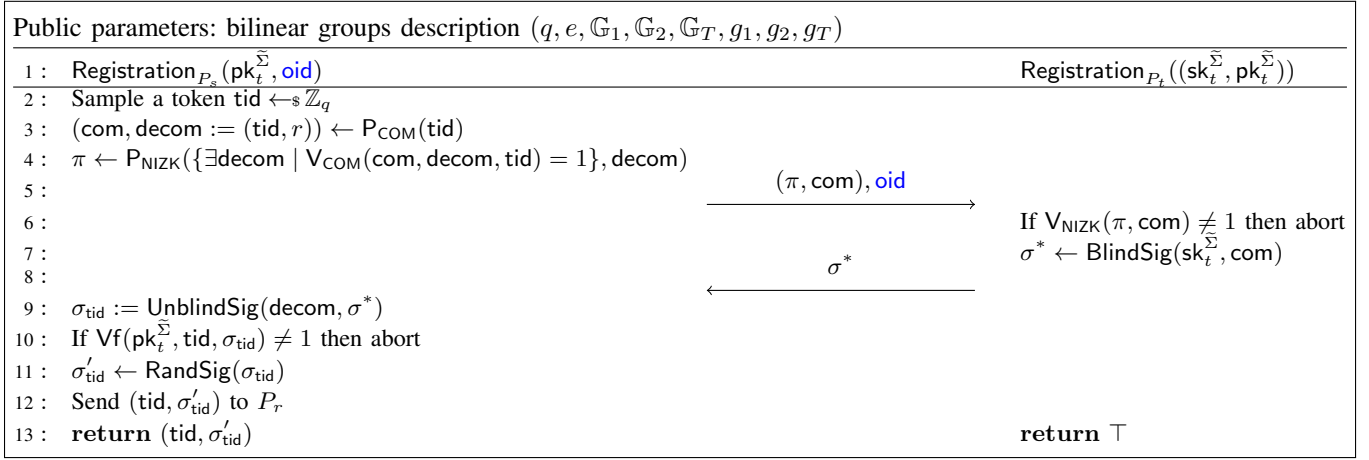 Public parameters: bilinear groups description (q, e, 𝔾₁, 𝔾₂, 𝔾_T, g₁, g₂, g_T)
1 : Registration_{P_s}(pk_t^{Σ̃}, oid) Registration_{P_t}((sk_t^{Σ̃}, pk_t^{Σ̃}))
2 : Sample a token tid ←$ ℤ_q
3 : (com, decom := (tid, r)) ← P_COM(tid)
4 : π ← P_NIZK({∃decom | V_COM(com, decom, tid) = 1}, decom)
5 : (π, com), oid
6 : If V_NIZK(π, com) ≠ 1 then abort
7 : σ* ← BlindSig(sk_t^{Σ̃}, com)
8 : σ*
9 : σ_tid := UnblindSig(decom, σ*)
10 : If Vf(pk_t^{Σ̃}, tid, σ_tid) ≠ 1 then abort
11 : σ′_tid ← RandSig(σ_tid)
12 : Send (tid, σ′_tid) to P_r
13 : return (tid, σ′_tid) return ⊤